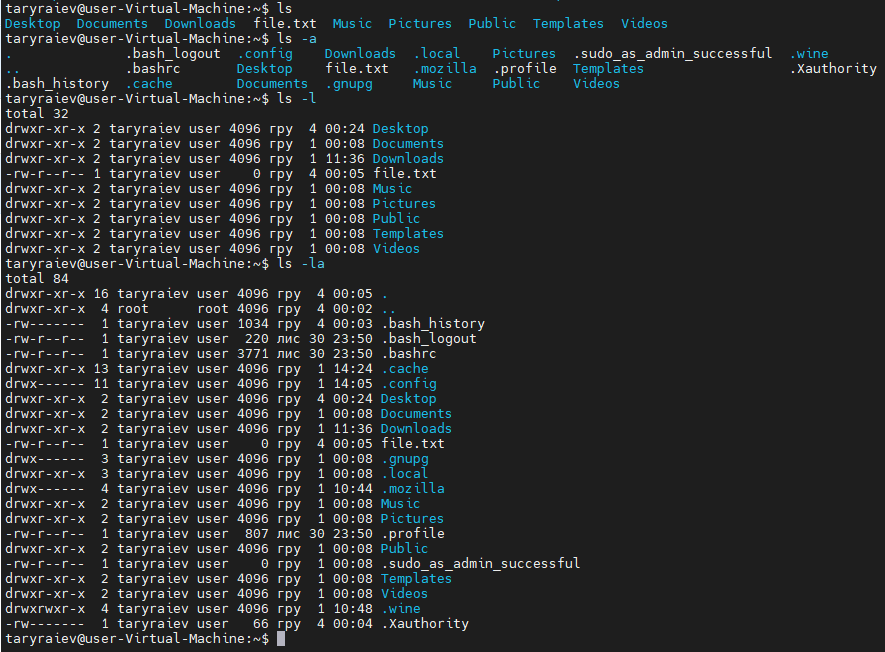 taryraiev@user-Virtual-Machine:~$ ls
Desktop  Documents  Downloads  file.txt  Music  Pictures  Public  Templates  Videos
taryraiev@user-Virtual-Machine:~$ ls -a
.              .bash_logout  .config    Downloads  .local    Pictures  .sudo_as_admin_successful  .wine
..             .bashrc       Desktop    file.txt   .mozilla  .profile  Templates                  .Xauthority
.bash_history  .cache        Documents  .gnupg     Music     Public    Videos
taryraiev@user-Virtual-Machine:~$ ls -l
total 32
drwxr-xr-x 2 taryraiev user 4096 гру  4 00:24 Desktop
drwxr-xr-x 2 taryraiev user 4096 гру  1 00:08 Documents
drwxr-xr-x 2 taryraiev user 4096 гру  1 11:36 Downloads
-rw-r--r-- 1 taryraiev user    0 гру  4 00:05 file.txt
drwxr-xr-x 2 taryraiev user 4096 гру  1 00:08 Music
drwxr-xr-x 2 taryraiev user 4096 гру  1 00:08 Pictures
drwxr-xr-x 2 taryraiev user 4096 гру  1 00:08 Public
drwxr-xr-x 2 taryraiev user 4096 гру  1 00:08 Templates
drwxr-xr-x 2 taryraiev user 4096 гру  1 00:08 Videos
taryraiev@user-Virtual-Machine:~$ ls -la
total 84
drwxr-xr-x 16 taryraiev user 4096 гру  4 00:05 .
drwxr-xr-x  4 root      root 4096 гру  4 00:02 ..
-rw-------  1 taryraiev user 1034 гру  4 00:03 .bash_history
-rw-r--r--  1 taryraiev user  220 лис 30 23:50 .bash_logout
-rw-r--r--  1 taryraiev user 3771 лис 30 23:50 .bashrc
drwxr-xr-x 13 taryraiev user 4096 гру  1 14:24 .cache
drwx------ 11 taryraiev user 4096 гру  1 14:05 .config
drwxr-xr-x  2 taryraiev user 4096 гру  4 00:24 Desktop
drwxr-xr-x  2 taryraiev user 4096 гру  1 00:08 Documents
drwxr-xr-x  2 taryraiev user 4096 гру  1 11:36 Downloads
-rw-r--r--  1 taryraiev user    0 гру  4 00:05 file.txt
drwx------  3 taryraiev user 4096 гру  1 00:08 .gnupg
drwxr-xr-x  3 taryraiev user 4096 гру  1 00:08 .local
drwx------  4 taryraiev user 4096 гру  1 10:44 .mozilla
drwxr-xr-x  2 taryraiev user 4096 гру  1 00:08 Music
drwxr-xr-x  2 taryraiev user 4096 гру  1 00:08 Pictures
-rw-r--r--  1 taryraiev user  807 лис 30 23:50 .profile
drwxr-xr-x  2 taryraiev user 4096 гру  1 00:08 Public
-rw-r--r--  1 taryraiev user    0 гру  1 00:08 .sudo_as_admin_successful
drwxr-xr-x  2 taryraiev user 4096 гру  1 00:08 Templates
drwxr-xr-x  2 taryraiev user 4096 гру  1 00:08 Videos
drwxrwxr-x  4 taryraiev user 4096 гру  1 10:48 .wine
-rw-------  1 taryraiev user   66 гру  4 00:04 .Xauthority
taryraiev@user-Virtual-Machine:~$